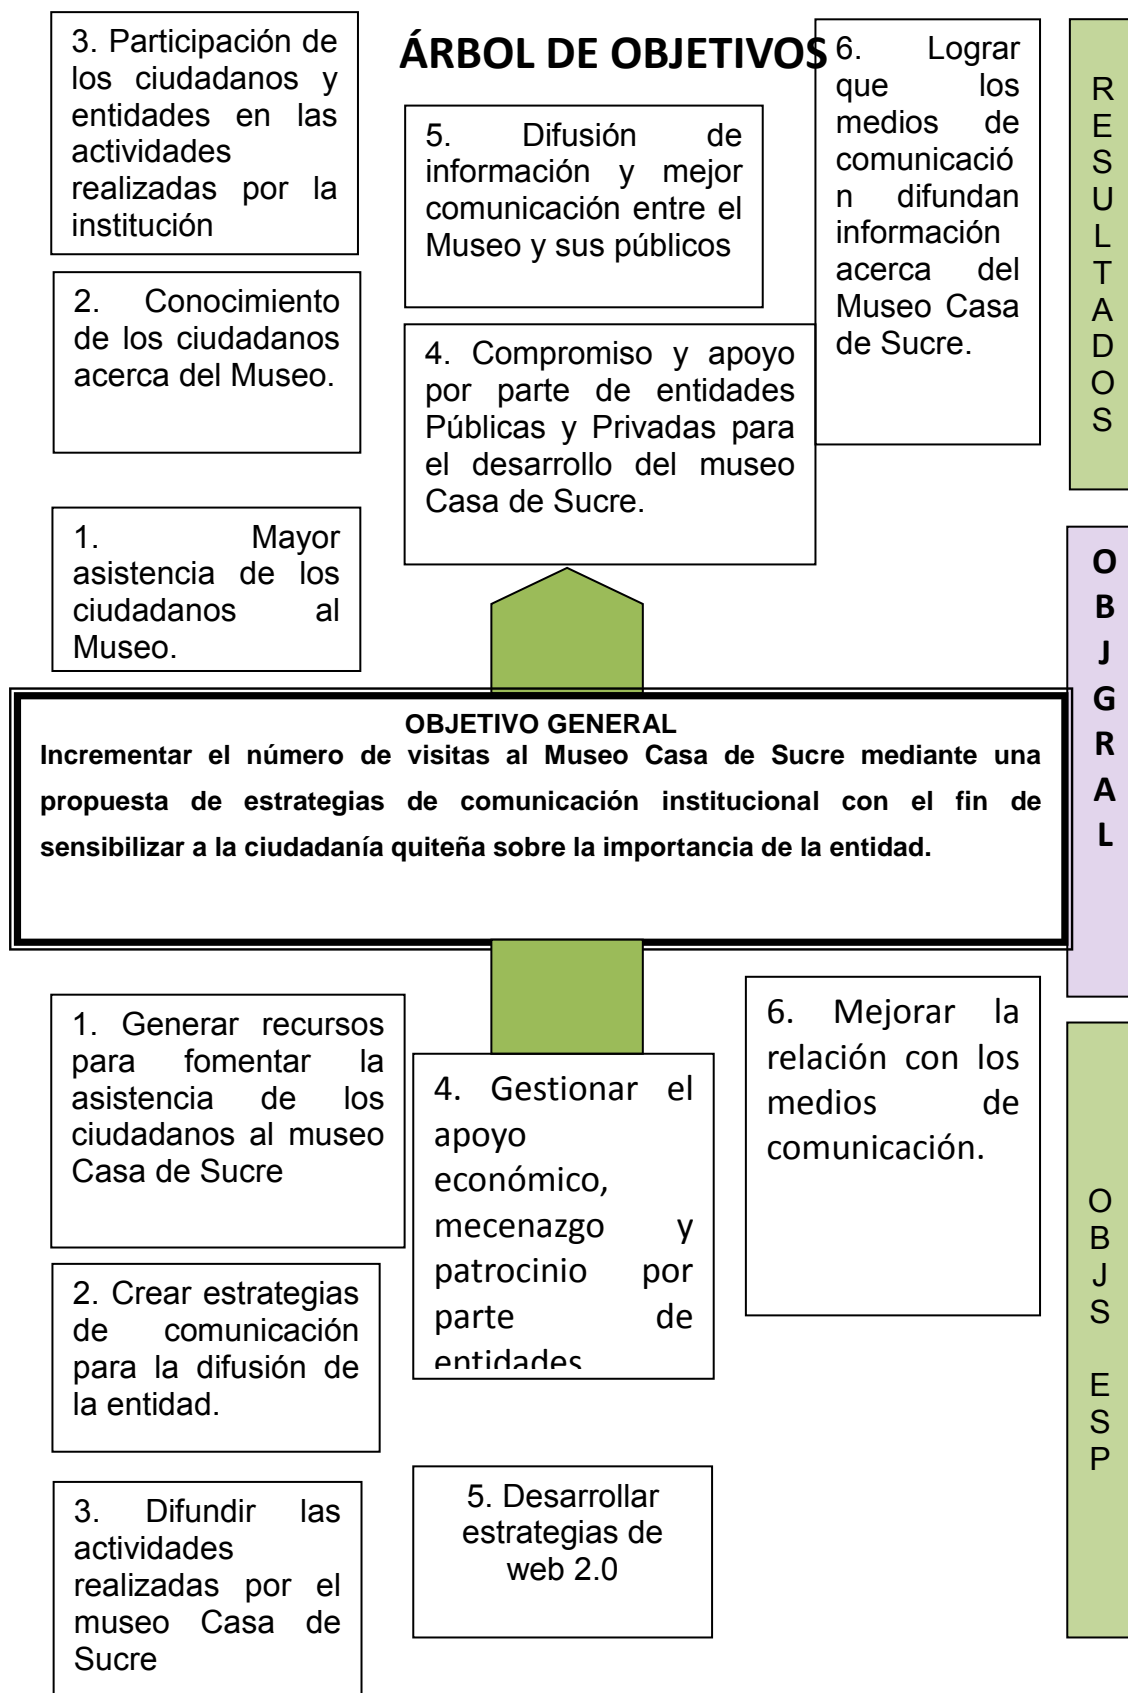 ÁRBOL DE OBJETIVOS
3. Participación de
los ciudadanos y
entidades en las
actividades
realizadas por la
institución
2. Conocimiento
de los ciudadanos
acerca del Museo.
1. Mayor
asistencia de los
ciudadanos al
Museo.
5. Difusión de
información y mejor
comunicación entre el
Museo y sus públicos
4. Compromiso y apoyo
por parte de entidades
Públicas y Privadas para
el desarrollo del museo
Casa de Sucre.
6. Lograr
que los
medios de
comunicació
n difundan
información
acerca del
Museo Casa
de Sucre.
R
E
S
U
L
T
A
D
O
S
OBJETIVO GENERAL
Incrementar el número de visitas al Museo Casa de Sucre mediante una
propuesta de estrategias de comunicación institucional con el fin de
sensibilizar a la ciudadanía quiteña sobre la importancia de la entidad.
O
B
J
G
R
A
L
1. Generar recursos
para fomentar la
asistencia de los
ciudadanos al museo
Casa de Sucre
2. Crear estrategias
de comunicación
para la difusión de
la entidad.
3. Difundir las
actividades
realizadas por el
museo Casa de
Sucre
4. Gestionar el
apoyo
económico,
mecenazgo y
patrocinio por
parte de
entidades
5. Desarrollar
estrategias de
web 2.0
6. Mejorar la
relación con los
medios de
comunicación.
O
B
J
S
E
S
P